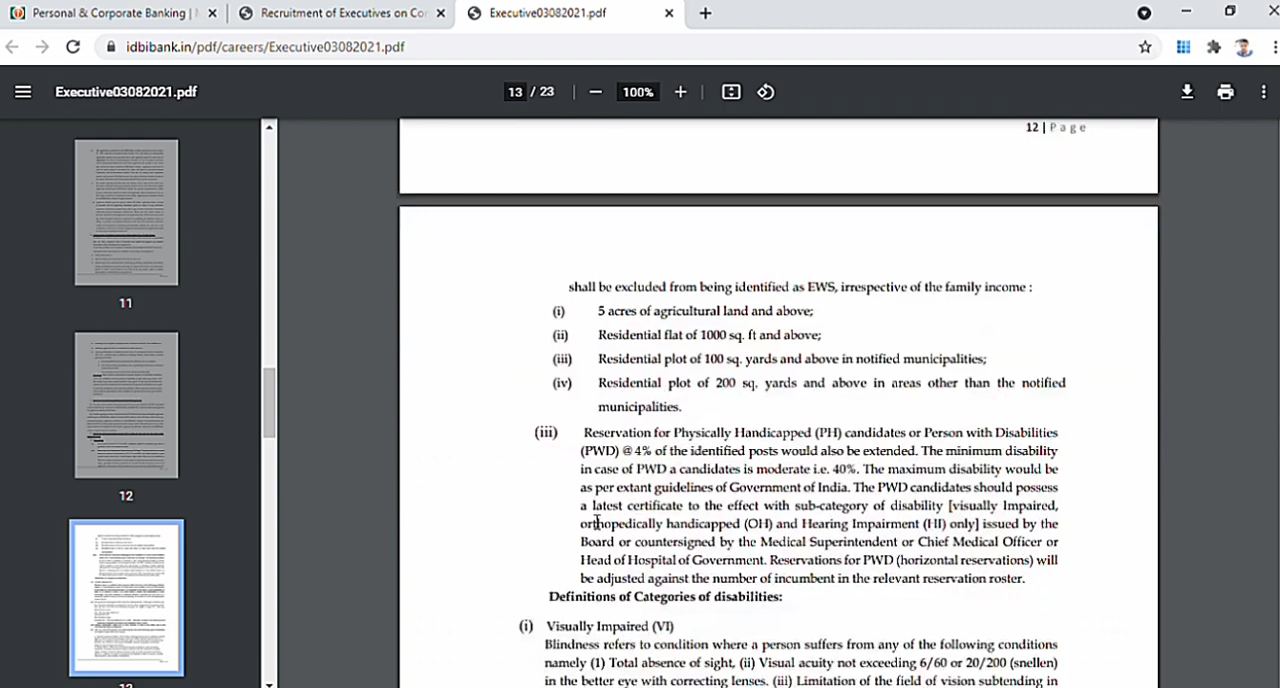 Personal & Corporate Banking |
Recruitment of Executives on Co
Executive03082021.pdf
idbibank.in/pdf/careers/Executive03082021.pdf
Executive03082021.pdf
13 / 23
100%
11
12
12 | P a g e
shall be excluded from being identified as EWS, irrespective of the family income :
(i) 5 acres of agricultural land and above;
(ii) Residential flat of 1000 sq. ft and above;
(iii) Residential plot of 100 sq. yards and above in notified municipalities;
(iv) Residential plot of 200 sq. yards and above in areas other than the notified
municipalities.
(iii) Reservation for Physically Handicapped (PH) candidates or Person with Disabilities
(PWD) @ 4% of the identified posts would also be extended. The minimum disability
in case of PWD a candidates is moderate i.e. 40%. The maximum disability would be
as per extant guidelines of Government of India. The PWD candidates should possess
a latest certificate to the effect with sub-category of disability [visually Impaired,
orthopedically handicapped (OH) and Hearing Impairment (HI) only] issued by the
Board or countersigned by the Medical Superintendent or Chief Medical Officer or
Head of Hospital of Government. Reservations for PWD (horizontal reservations) will
be adjusted against the number of incumbent in the relevant reservation roster.
Definitions of Categories of disabilities:
(i) Visually Impaired (VI)
Blindness refers to condition where a person suffers from any of the following conditions
namely (1) Total absence of sight, (ii) Visual acuity not exceeding 6/60 or 20/200 (snellen)
in the better eye with correcting lenses. (iii) Limitation of the field of vision subtending in